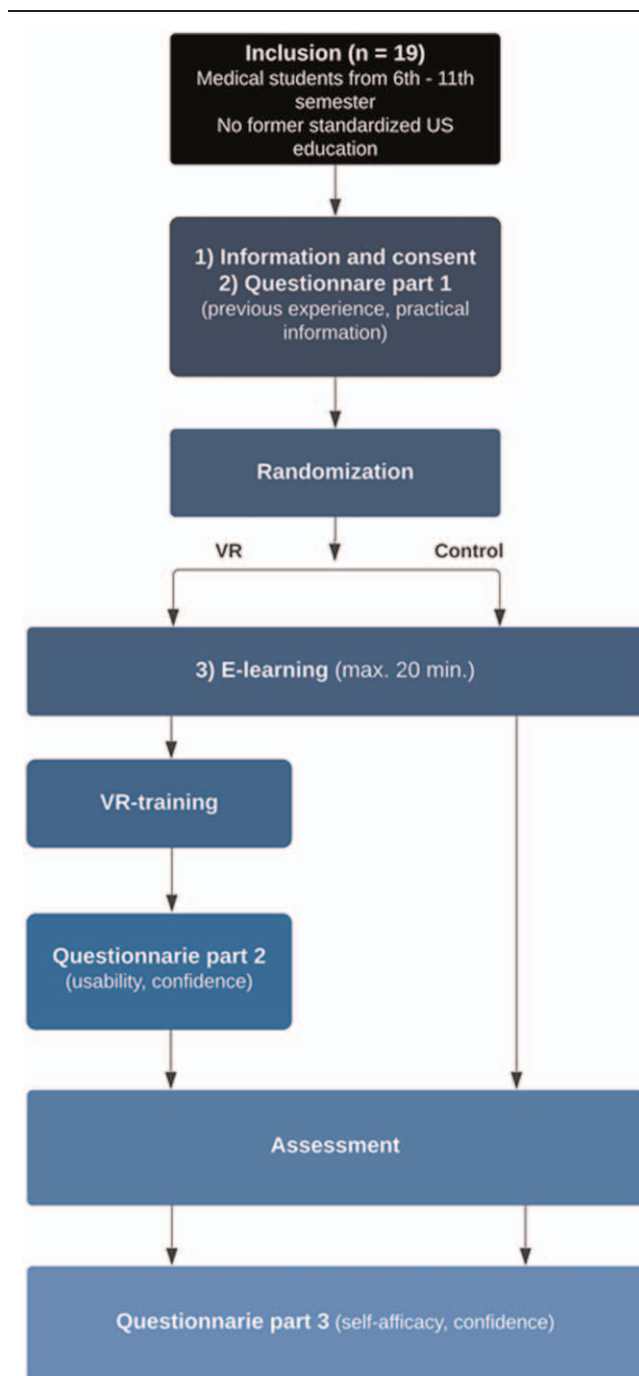 Inclusion (n = 19)
Medical students from 6th - 11th
semester
No former standardized US
education
1) Information and consent
2) Questionnare part 1
(previous experience, practical
information)
Randomization
VR
Control
3) E-learning (max. 20 min.)
VR-training
Questionnarie part 2
(usability, confidence)
Assessment
Questionnarie part 3 (self-afficacy, confidence)